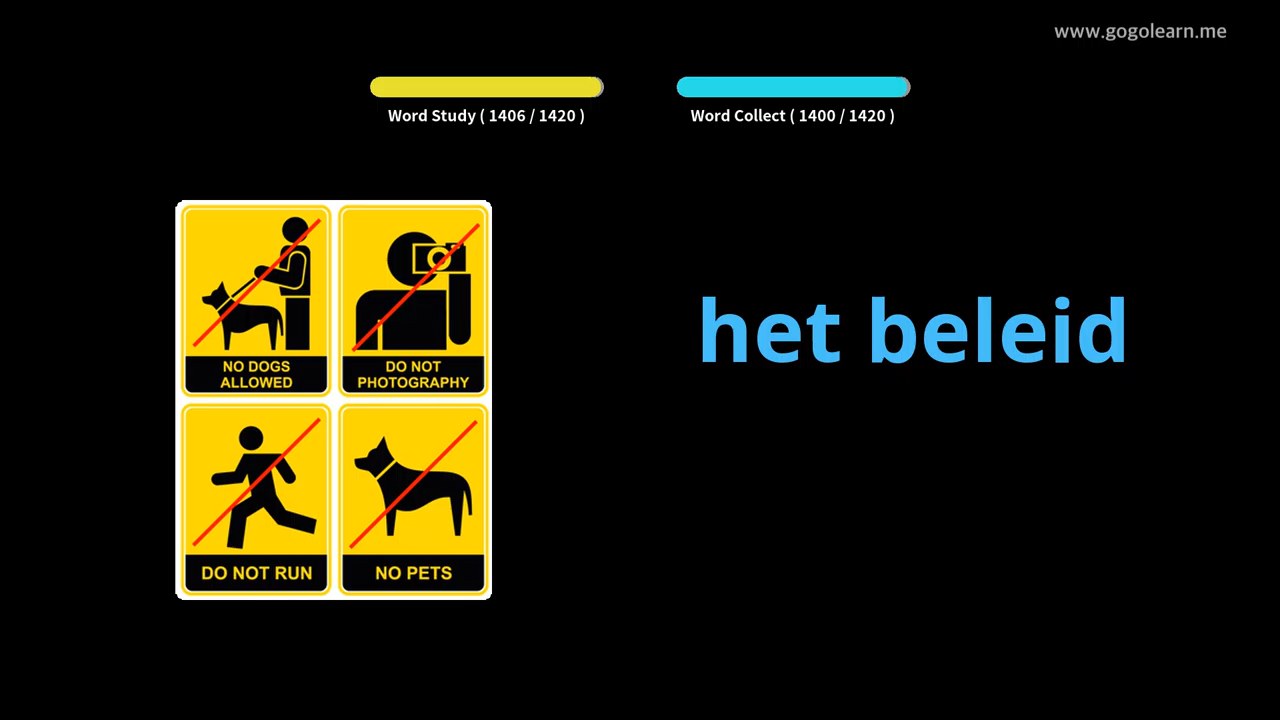 www.gogolearn.me
Word Study ( 1406 / 1420 )
Word Collect ( 1400 / 1420 )
NO DOGS
ALLOWED
DO NOT
PHOTOGRAPHY
DO NOT RUN
NO PETS
het beleid